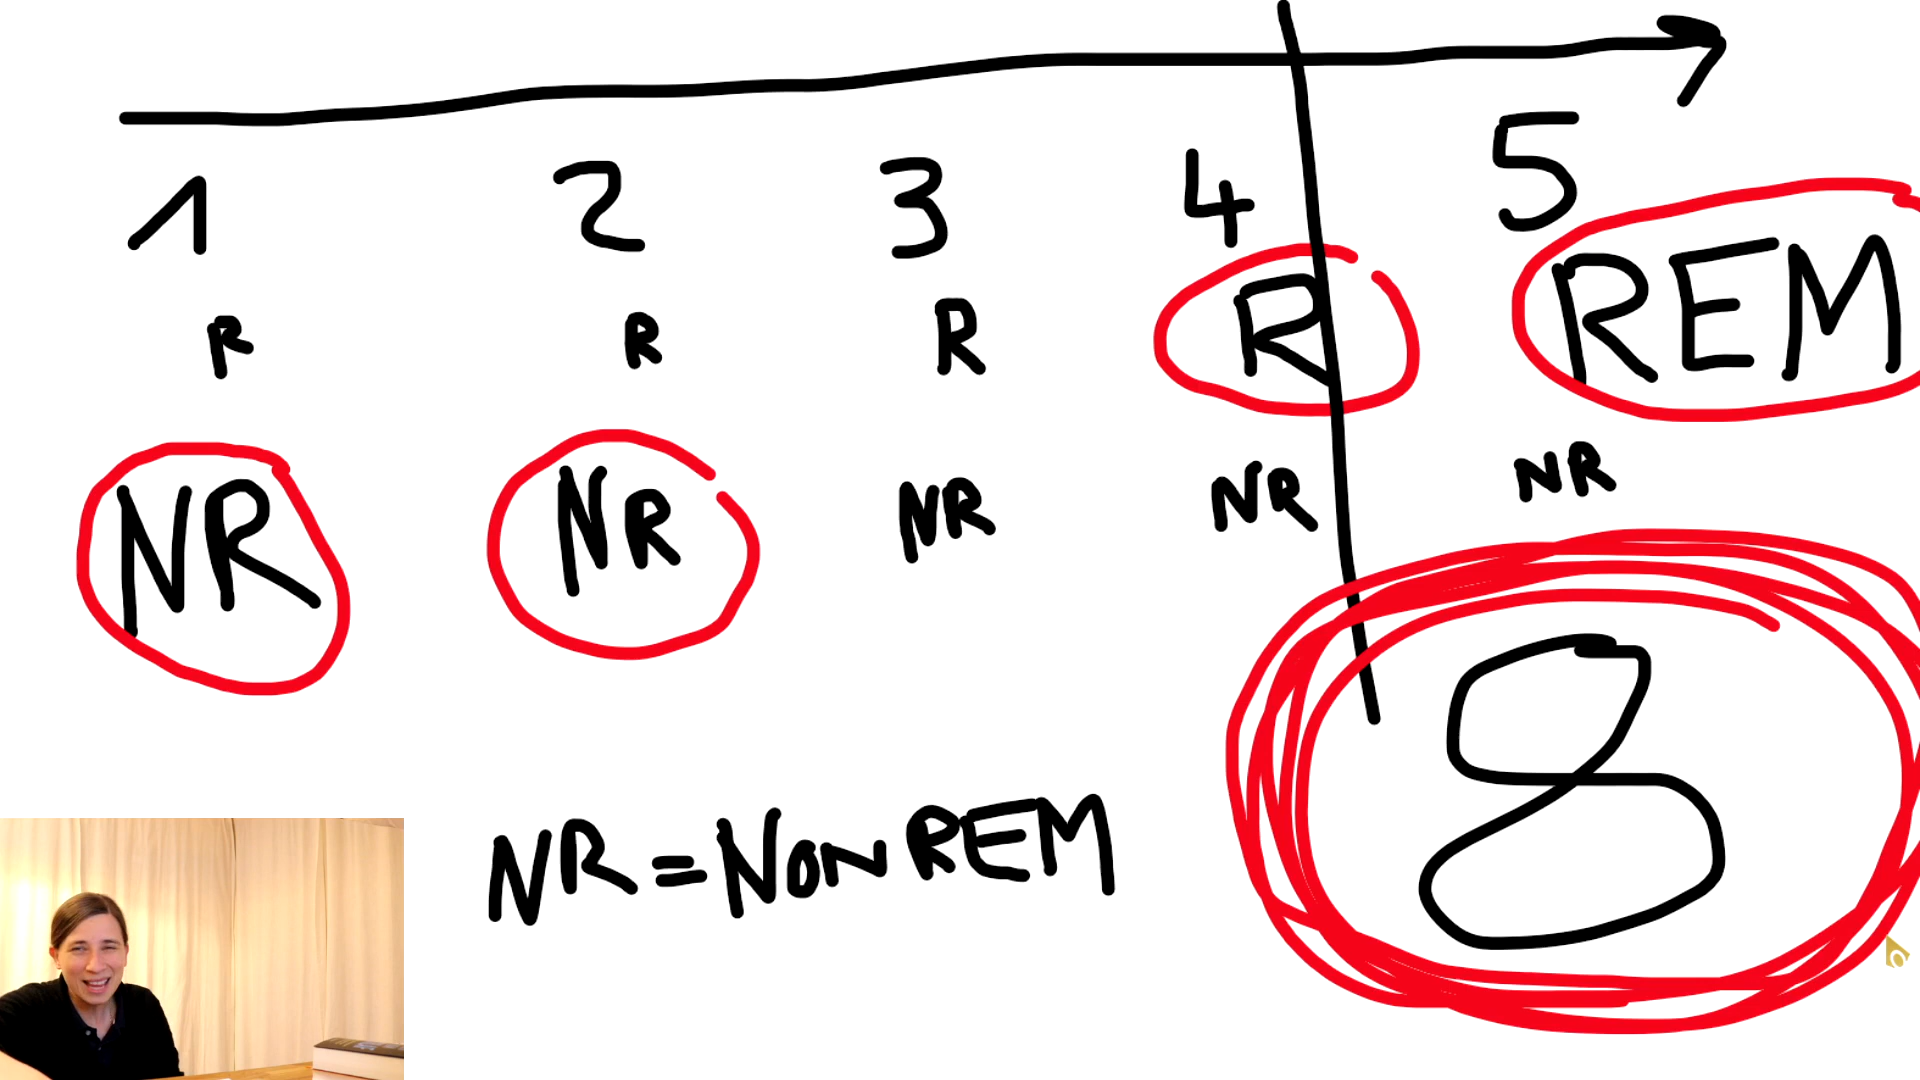 1 2 3 4 5
R R R R REM
NR NR NR NR NR
8
NR = NonREM